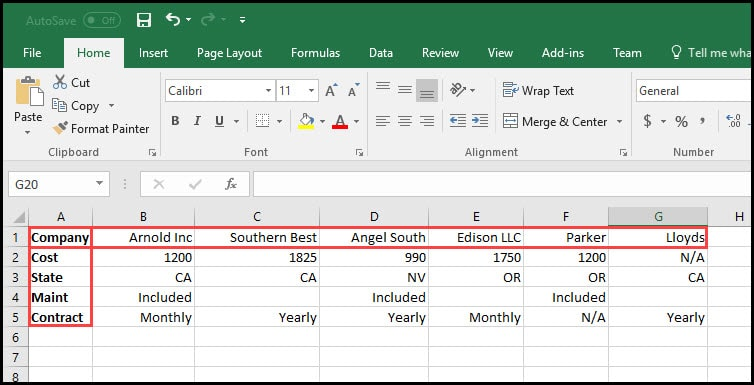 AutoSave Off
File Home Insert Page Layout Formulas Data Review View Add-ins Team Tell me what
Paste
Cut
Copy
Format Painter
Clipboard
Calibri 11 A A
B I U A
Font
Wrap Text
Merge & Center
Alignment
General
$ % ,
Number
G20 fx
A B C D E F G H
1 Company Arnold Inc Southern Best Angel South Edison LLC Parker Lloyds
2 Cost 1200 1825 990 1750 1200 N/A
3 State CA CA NV OR OR CA
4 Maint Included Included Included
5 Contract Monthly Yearly Yearly Monthly N/A Yearly
6
7
8